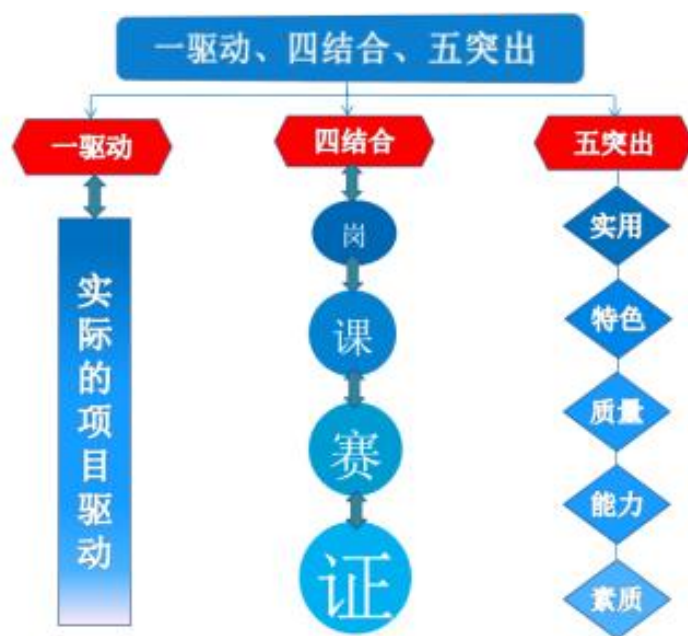 一驱动、四结合、五突出
一驱动
实际的项目驱动
四结合
岗
课
赛
证
五突出
实用
特色
质量
能力
素质